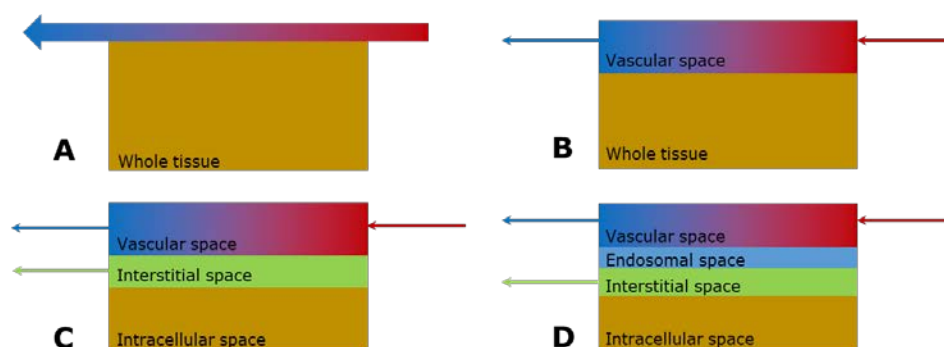 A
Whole tissue
B
Vascular space
Whole tissue
C
Vascular space
Interstitial space
Intracellular space
D
Vascular space
Endosomal space
Interstitial space
Intracellular space